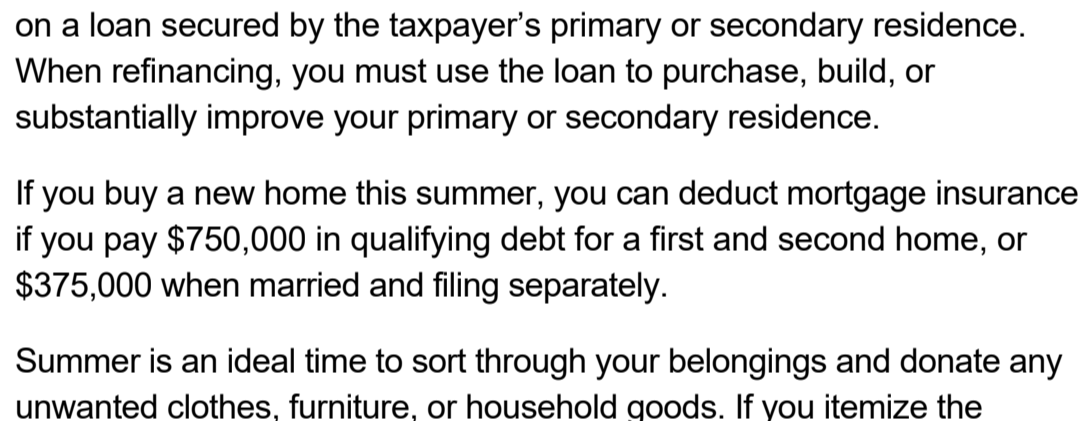 on a loan secured by the taxpayer’s primary or secondary residence.
When refinancing, you must use the loan to purchase, build, or
substantially improve your primary or secondary residence.
If you buy a new home this summer, you can deduct mortgage insurance
if you pay $750,000 in qualifying debt for a first and second home, or
$375,000 when married and filing separately.
Summer is an ideal time to sort through your belongings and donate any
unwanted clothes, furniture, or household goods. If you itemize the